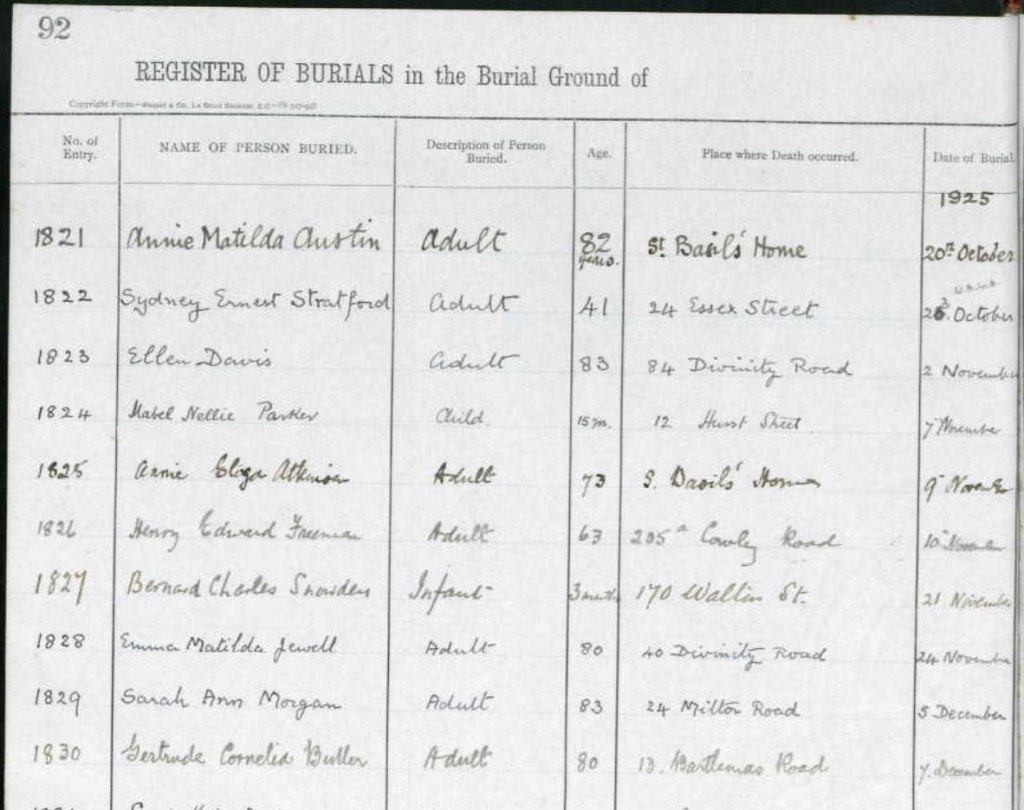 92
REGISTER OF BURIALS in the Burial Ground of
Copyright Form.
No. of Entry. NAME OF PERSON BURIED. Description of Person Buried. Age. Place where Death occurred. Date of Burial.
1925
1821 Annie Matilda Austin Adult 82 years. St. Basil's Home 20th October
1822 Sydney Ernest Stratford Adult 41 24 Essex Street October
1823 Ellen Davis Adult 83 84 Divinity Road 2 November
1824 Mabel Nellie Parker Child. 15 m. 12 Hurst Street 7 November
1825 Annie Atkinson Adult 73 S. Basil's Home 9 November
1826 Henry Edward Freeman Adult 63 205a Cowley Road 10 November
1827 Bernard Charles Snowden Infant 3 months 170 Walton St. 21 November
1828 Emma Matilda Jewell Adult 80 40 Divinity Road 24 November
1829 Sarah Ann Morgan Adult 83 24 Milton Road 5 December
1830 Gertrude Cornelia Butler Adult 80 13. Bartlemas Road 7. December